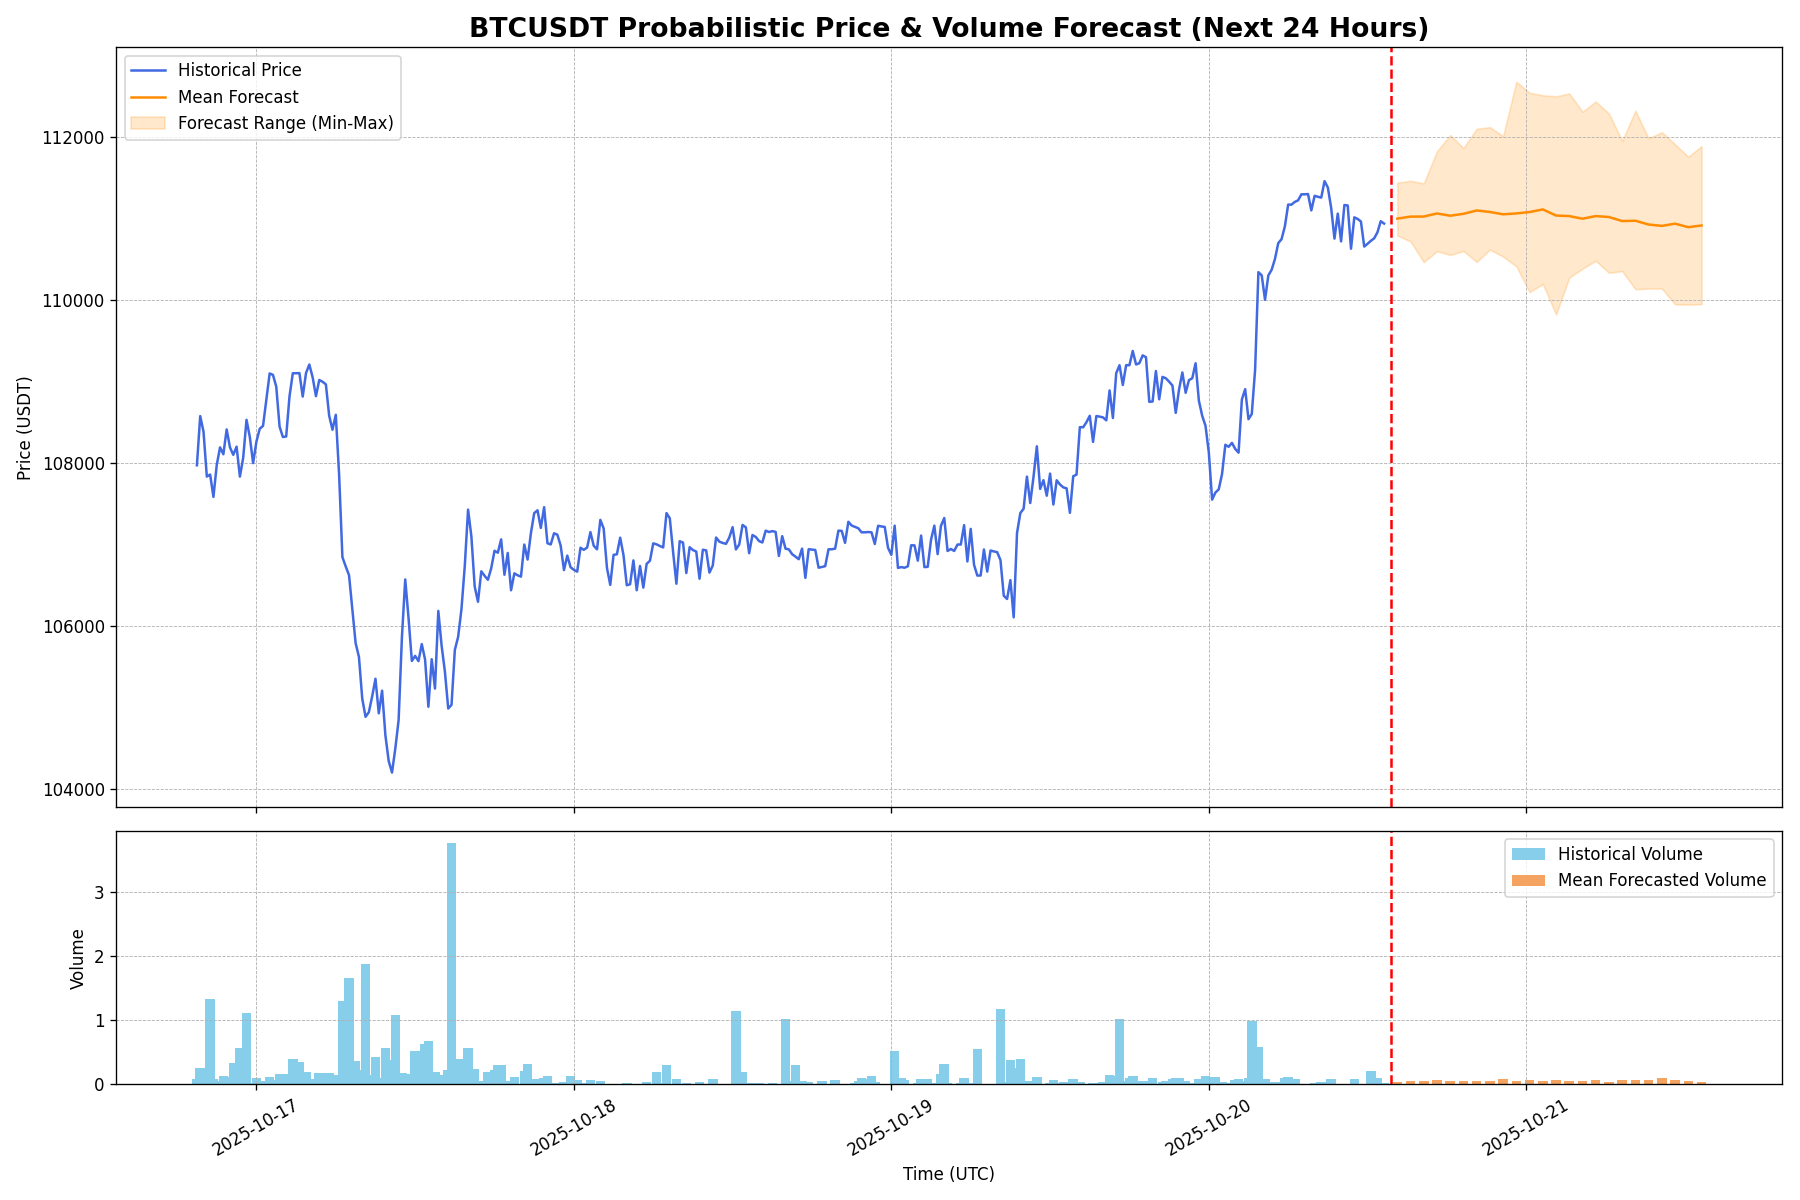 BTCUSDT Probabilistic Price & Volume Forecast (Next 24 Hours)
Historical Price
Mean Forecast
Forecast Range (Min-Max)
112000
110000
108000
106000
104000
Price (USDT)
Historical Volume
Mean Forecasted Volume
3
2
1
0
Volume
2025-10-17
2025-10-18
2025-10-19
2025-10-20
2025-10-21
Time (UTC)